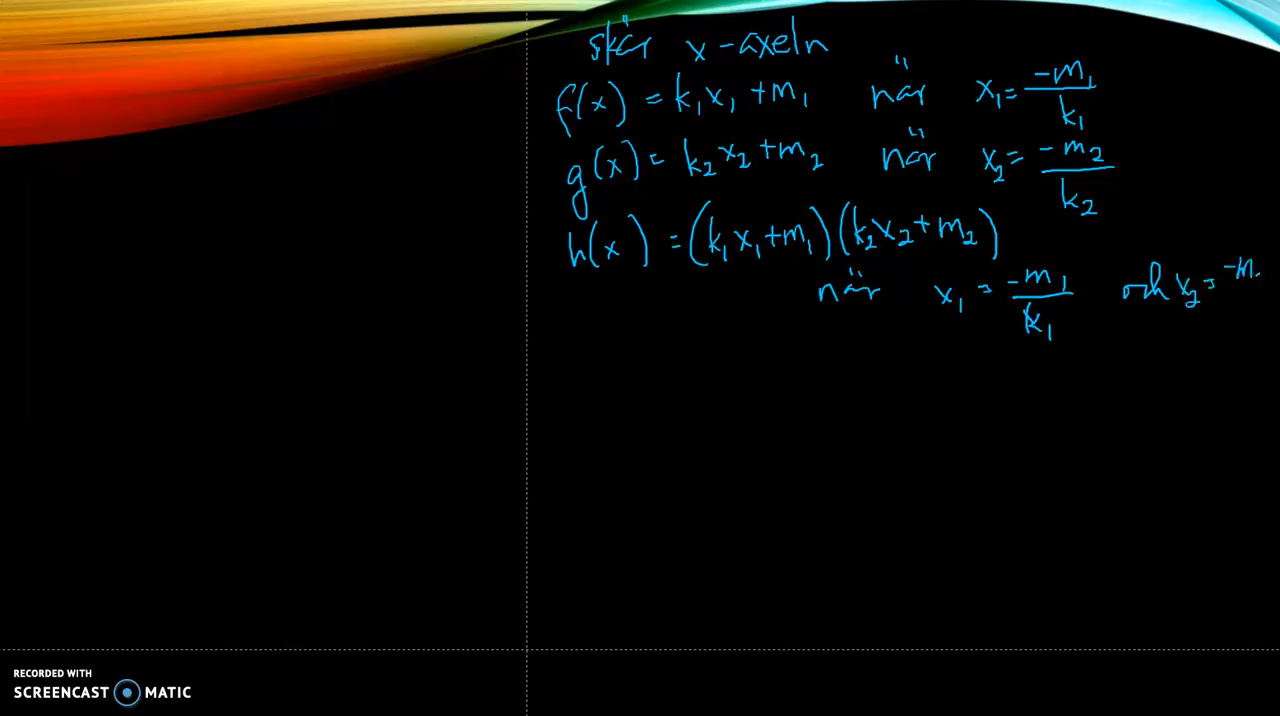 skär x-axeln
f(x) = k₁x₁ + m₁ när x₁ = -m₁/k₁
g(x) = k₂x₂ + m₂ när x₂ = -m₂/k₂
h(x) = (k₁x₁+m₁)(k₂x₂+m₂)
när x₁ = -m₁/k₁ och x₂ = -m
RECORDED WITH
SCREENCAST MATIC